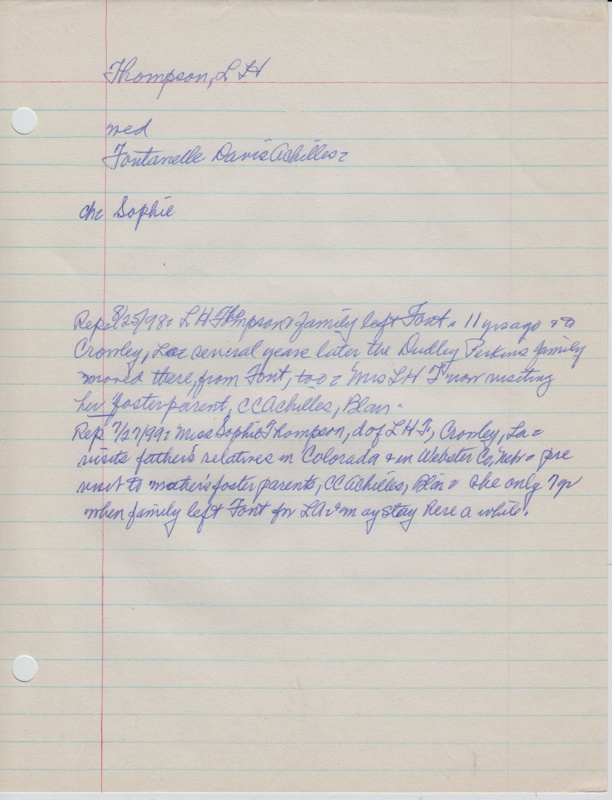 Thompson, L H
wed
Fontanelle Davis Achilles =
ch: Sophie
Rep 8/25/98: L H Thompson & family left Font = 11 yrs ago = to
Crowley, La = several years later the Dudley Perkins family
moved there, from Font, too = Mrs L H T now visiting
her foster parent, C C Achilles, Blair.
Rep 7/27/99: Miss Sophie Thompson, d of L H T, Crowley, La =
visits father's relatives in Colorado & in Webster Co, Nebr = pre
visit to mother's foster parents, C C Achilles, Blair = she only 7 yr
when family left Font for LA = may stay here a while.